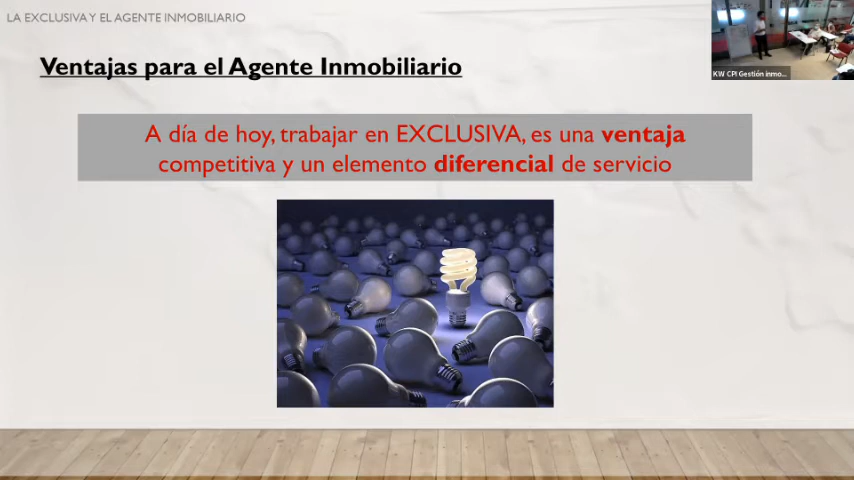 LA EXCLUSIVA Y EL AGENTE INMOBILIARIO
Ventajas para el Agente Inmobiliario
A día de hoy, trabajar en EXCLUSIVA, es una ventaja
competitiva y un elemento diferencial de servicio
KW CPI Gestión inmo...